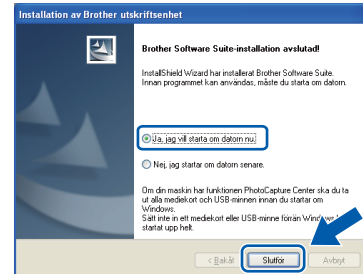 Installation av Brother utskriftsenhet
Brother Software Suite-installation avslutad!
InstallShield Wizard har installerat Brother Software Suite.
Innan programmet kan användas, måste du starta om datorn.
Ja, jag vill starta om datorn nu.
Nej, jag startar om datorn senare.
Om din maskin har funktionen PhotoCapture Center ska du ta
ut alla mediekort och USB-minnen innan du startar om
Windows.
Sätt inte in ett mediekort eller USB-minne förrän Windows
startat upp helt.
< Bakåt
Slutför
Avbryt